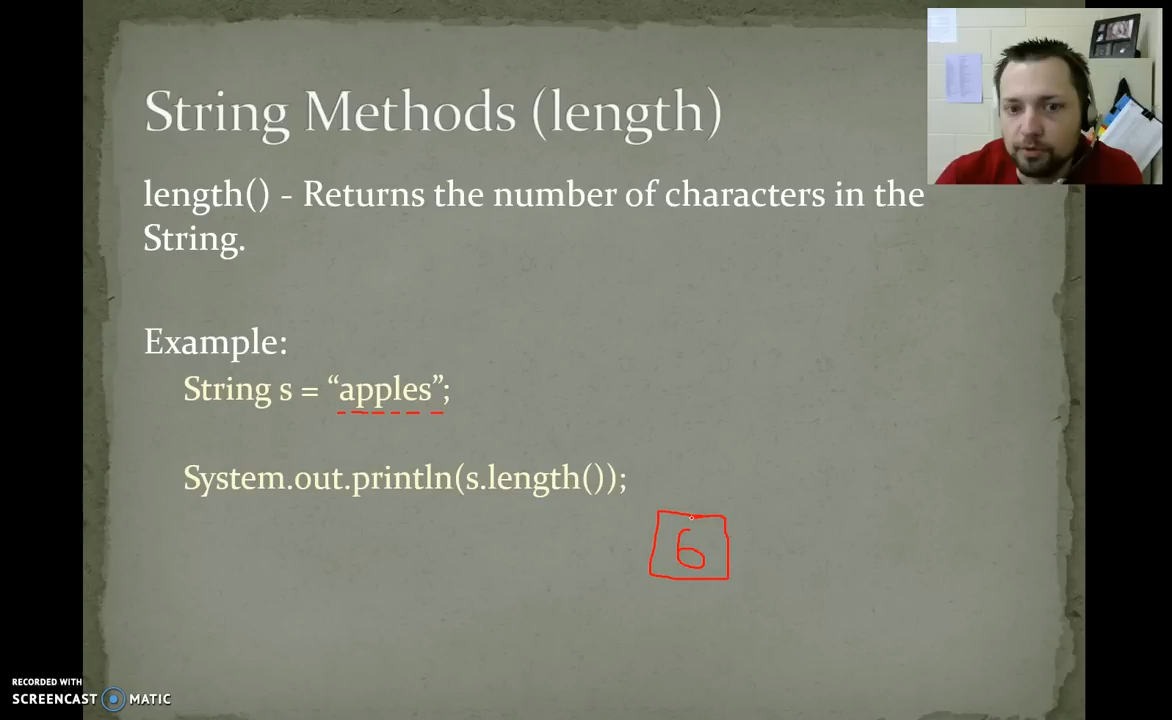 String Methods (length)
length() - Returns the number of characters in the
String.
Example:
String s = “apples”;
System.out.println(s.length());
6
RECORDED WITH
SCREENCAST MATIC